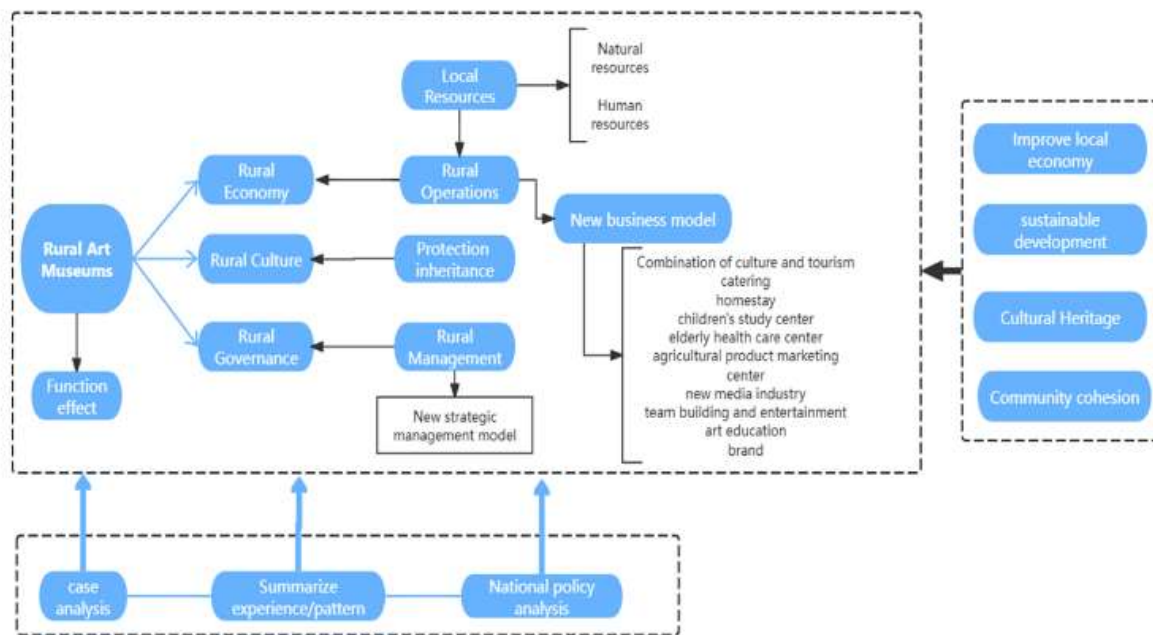 Natural
resources
Human
resources
Local
Resources
Rural
Economy
Rural
Operations
New business model
Rural Art
Museums
Rural Culture
Protection
inheritance
Combination of culture and tourism
catering
homestay
children's study center
elderly health care center
agricultural product marketing
center
new media industry
team building and entertainment
art education
brand
Rural
Governance
Rural
Management
Function
effect
New strategic
management model
Improve local
economy
sustainable
development
Cultural Heritage
Community cohesion
case
analysis
Summarize
experience/pattern
National policy
analysis